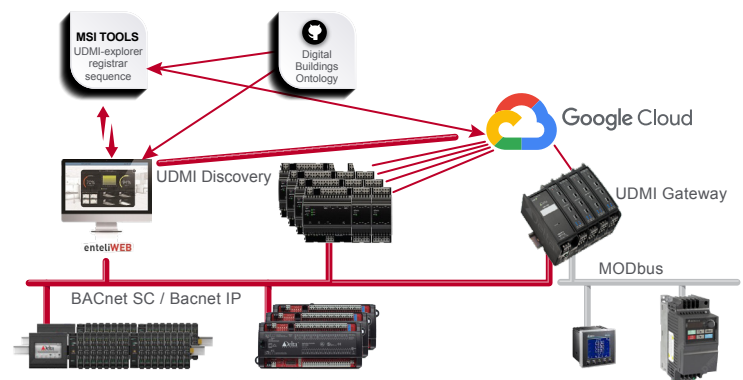 MSI TOOLS
UDMI-explorer
registrar
sequence
Digital
Buildings
Ontology
Google Cloud
UDMI Discovery
UDMI Gateway
enteliWEB
MODbus
BACnet SC / Bacnet IP
Delta